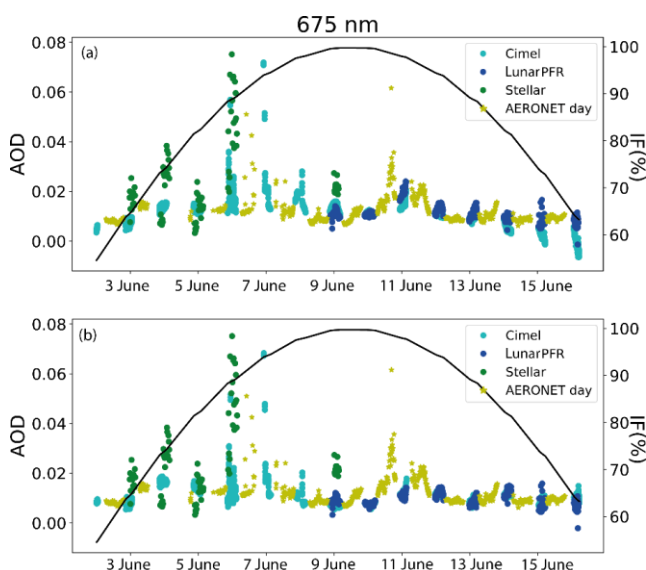 675 nm
(a)
Cimel
LunarPFR
Stellar
AERONET day
AOD
0.08
0.06
0.04
0.02
0.00
IF(%)
100
90
80
70
60
3 June 5 June 7 June 9 June 11 June 13 June 15 June
(b)
Cimel
LunarPFR
Stellar
AERONET day
AOD
0.08
0.06
0.04
0.02
0.00
IF(%)
100
90
80
70
60
3 June 5 June 7 June 9 June 11 June 13 June 15 June